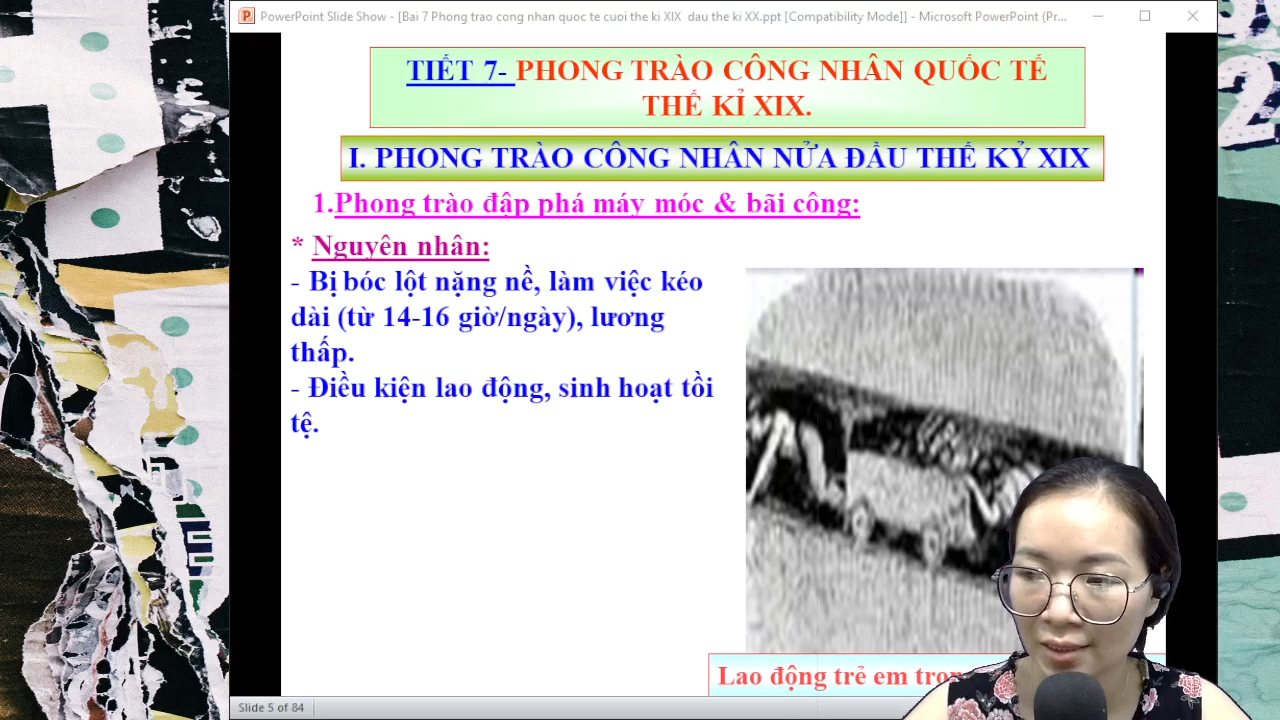 PowerPoint Slide Show - [Bai 7 Phong trao cong nhan quoc te cuoi the ki XIX dau the ki XX.ppt [Compatibility Mode]] - Microsoft PowerPoint (Pr...
TIẾT 7- PHONG TRÀO CÔNG NHÂN QUỐC TẾ
THẾ KỈ XIX.
I. PHONG TRÀO CÔNG NHÂN NỬA ĐẦU THẾ KỶ XIX
1.Phong trào đập phá máy móc & bãi công:
* Nguyên nhân:
- Bị bóc lột nặng nề, làm việc kéo
dài (từ 14-16 giờ/ngày), lương
thấp.
- Điều kiện lao động, sinh hoạt tồi
tệ.
Lao động trẻ em
Slide 5 of 84